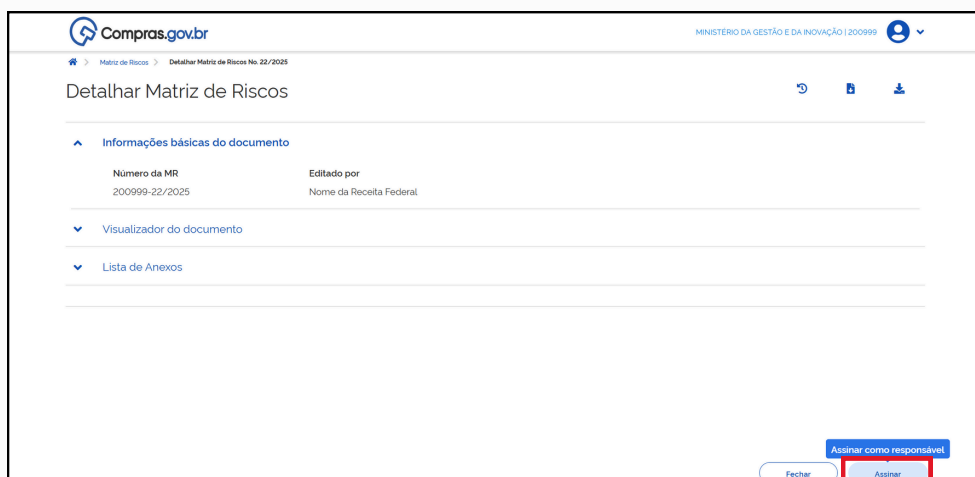 Compras.gov.br
MINISTÉRIO DA GESTÃO E DA INOVAÇÃO | 200999
> Matriz de Riscos > Detalhar Matriz de Riscos No. 22/2025
Detalhar Matriz de Riscos
Informações básicas do documento
Número da MR Editado por
200999-22/2025 Nome da Receita Federal
Visualizador do documento
Lista de Anexos
Assinar como responsável
Fechar Assinar